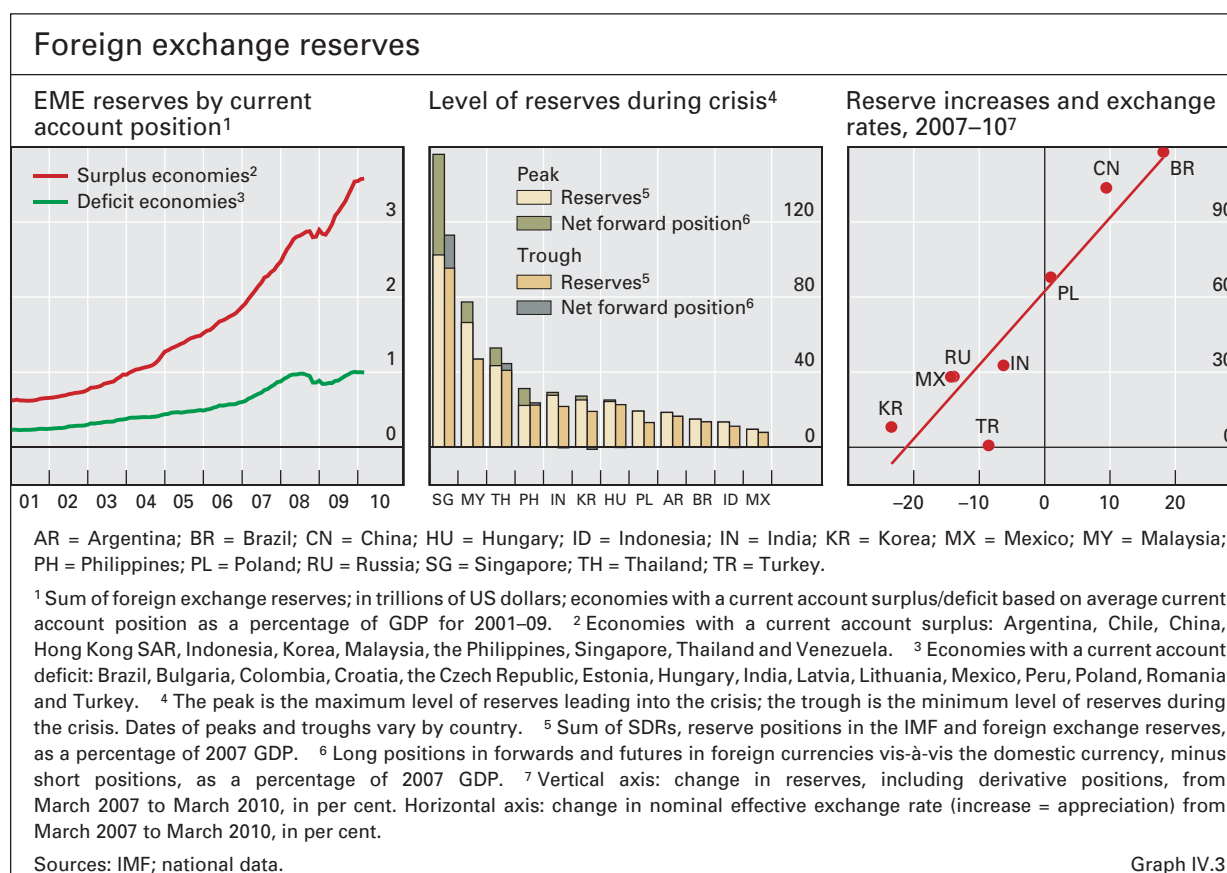 Foreign exchange reserves
EME reserves by current
account position¹
Surplus economies²
Deficit economies³
3
2
1
0
01 02 03 04 05 06 07 08 09 10
Level of reserves during crisis⁴
Peak
Reserves⁵
Net forward position⁶
Trough
Reserves⁵
Net forward position⁶
120
80
40
0
SG MY TH PH IN KR HU PL AR BR ID MX
Reserve increases and exchange
rates, 2007–10⁷
CN
BR
PL
RU
IN
MX
KR
TR
90
60
30
0
–20 –10 0 10 20
AR = Argentina; BR = Brazil; CN = China; HU = Hungary; ID = Indonesia; IN = India; KR = Korea; MX = Mexico; MY = Malaysia;
PH = Philippines; PL = Poland; RU = Russia; SG = Singapore; TH = Thailand; TR = Turkey.
¹ Sum of foreign exchange reserves; in trillions of US dollars; economies with a current account surplus/deficit based on average current
account position as a percentage of GDP for 2001–09. ² Economies with a current account surplus: Argentina, Chile, China,
Hong Kong SAR, Indonesia, Korea, Malaysia, the Philippines, Singapore, Thailand and Venezuela. ³ Economies with a current account
deficit: Brazil, Bulgaria, Colombia, Croatia, the Czech Republic, Estonia, Hungary, India, Latvia, Lithuania, Mexico, Peru, Poland, Romania
and Turkey. ⁴ The peak is the maximum level of reserves leading into the crisis; the trough is the minimum level of reserves during
the crisis. Dates of peaks and troughs vary by country. ⁵ Sum of SDRs, reserve positions in the IMF and foreign exchange reserves,
as a percentage of 2007 GDP. ⁶ Long positions in forwards and futures in foreign currencies vis-à-vis the domestic currency, minus
short positions, as a percentage of 2007 GDP. ⁷ Vertical axis: change in reserves, including derivative positions, from
March 2007 to March 2010, in per cent. Horizontal axis: change in nominal effective exchange rate (increase = appreciation) from
March 2007 to March 2010, in per cent.
Sources: IMF; national data.
Graph IV.3